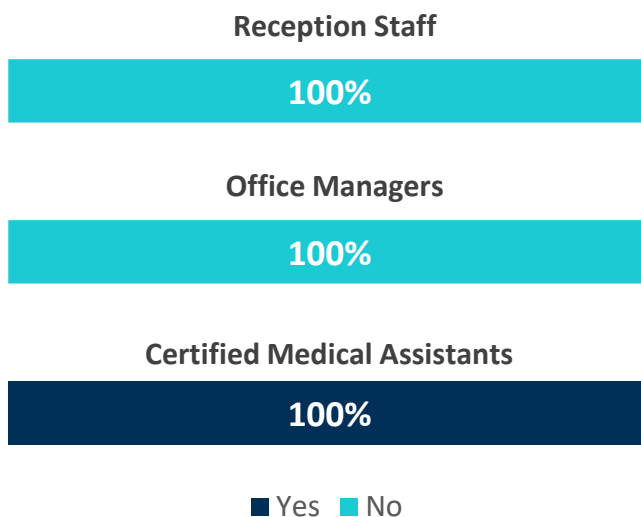 Reception Staff
100%
Office Managers
100%
Certified Medical Assistants
100%
Yes No